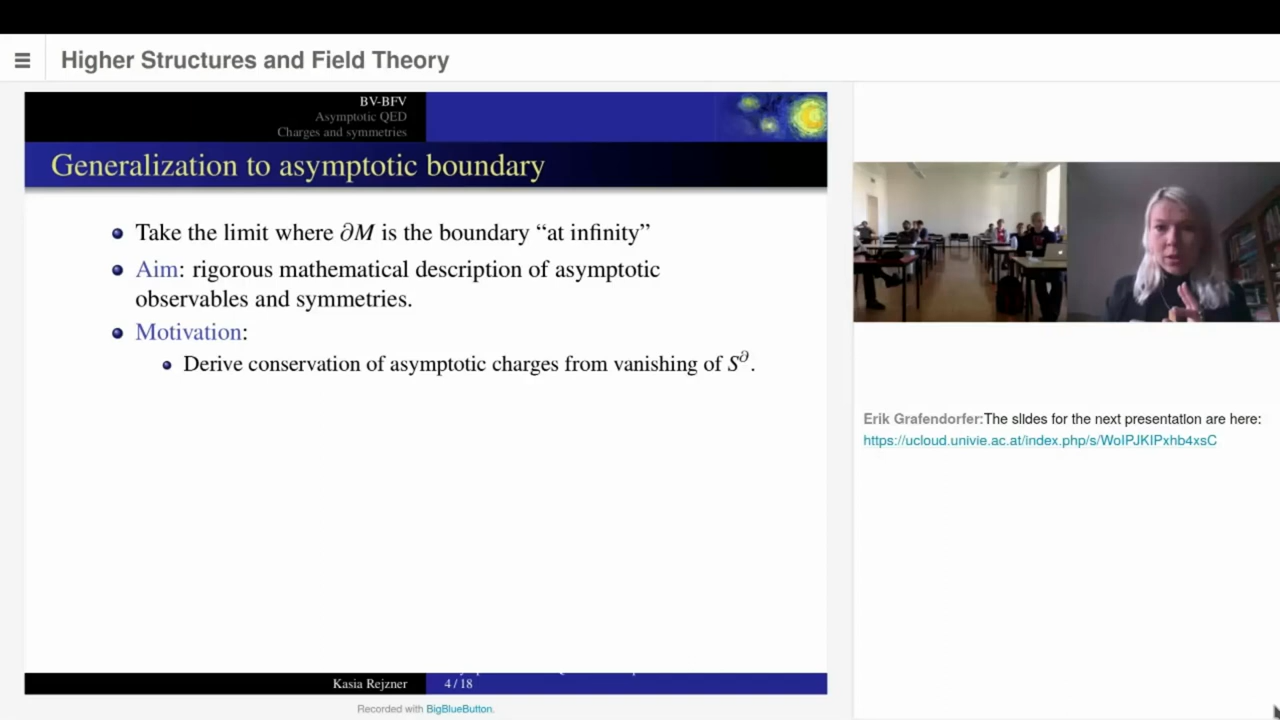 Higher Structures and Field Theory
BV-BFV
Asymptotic QED
Charges and symmetries
Generalization to asymptotic boundary
Take the limit where ∂M is the boundary “at infinity”
Aim: rigorous mathematical description of asymptotic
observables and symmetries.
Motivation:
Derive conservation of asymptotic charges from vanishing of S^∂.
Kasia Rejzner
4 / 18
Recorded with BigBlueButton.
Erik Grafendorfer:The slides for the next presentation are here:
https://ucloud.univie.ac.at/index.php/s/WoIPJKIPxhb4xsC